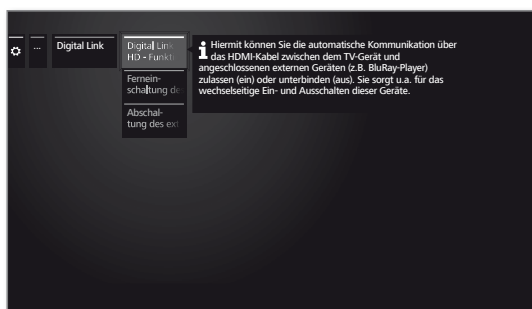 ...
Digital Link
Digital Link
HD - Funkti
Fernein-
schaltung de
Abschal-
tung des ext
i Hiermit können Sie die automatische Kommunikation über
das HDMI-Kabel zwischen dem TV-Gerät und
angeschlossenen externen Geräten (z.B. BluRay-Player)
zulassen (ein) oder unterbinden (aus). Sie sorgt u.a. für das
wechselseitige Ein- und Ausschalten dieser Geräte.